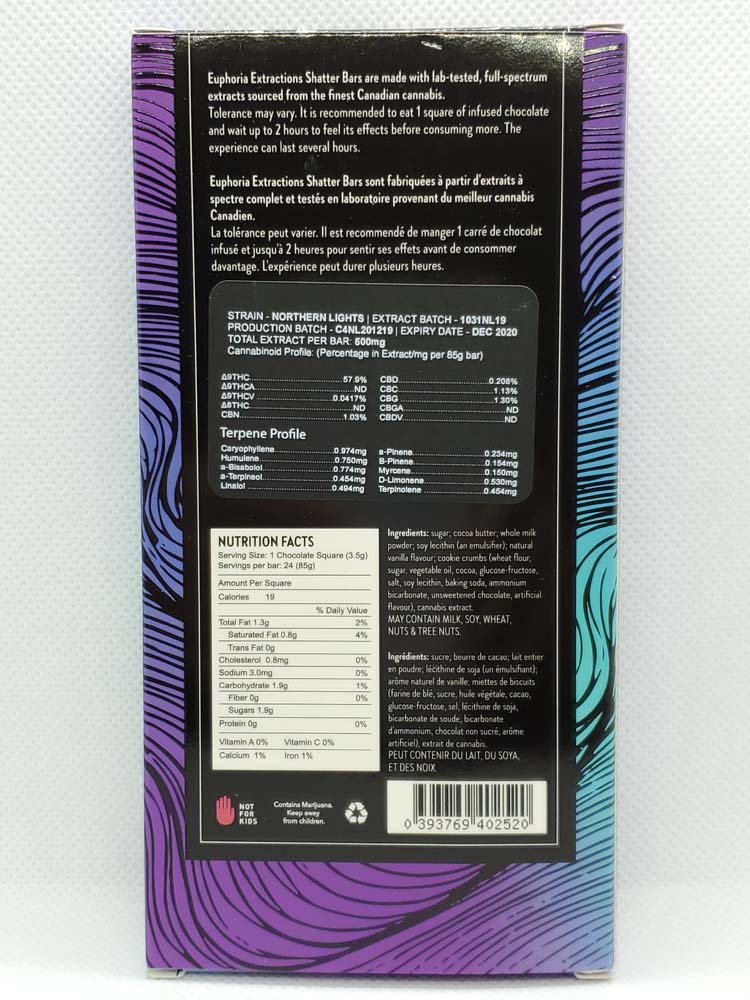 Euphoria Extractions Shatter Bars are made with lab-tested, full-spectrum
extracts sourced from the finest Canadian cannabis.
Tolerance may vary. It is recommended to eat 1 square of infused chocolate
and wait up to 2 hours to feel its effects before consuming more. The
experience can last several hours.
Euphoria Extractions Shatter Bars sont fabriquées à partir d'extraits à
spectre complet et testés en laboratoire provenant du meilleur cannabis
Canadien.
La tolérance peut varier. Il est recommendé de manger 1 carré de chocolat
infusé et jusqu'à 2 heures pour sentir ses effets avant de consommer
davantage. L'expérience peut durer plusieurs heures.
STRAIN - NORTHERN LIGHTS | EXTRACT BATCH - 1031NL19
PRODUCTION BATCH - C4NL201219 | EXPIRY DATE - DEC 2020
TOTAL EXTRACT PER BAR: 500mg
Cannabinoid Profile: (Percentage in Extract/mg per 85g bar)
Δ9THC 57.9%
Δ9THCA ND
Δ9THCV 0.0417%
Δ8THC ND
CBN 1.03%
CBD 0.208%
CBC 1.13%
CBG 1.30%
CBGA ND
CBDV ND
Terpene Profile
Caryophyllene 0.974mg
Humulene 0.750mg
a-Bisabolol 0.774mg
a-Terpineol 0.454mg
Linalol 0.494mg
a-Pinene 0.234mg
B-Pinene 0.154mg
Myrcene 0.150mg
D-Limonene 0.530mg
Terpinolene 0.454mg
NUTRITION FACTS
Serving Size: 1 Chocolate Square (3.5g)
Servings per bar: 24 (85g)
Amount Per Square
Calories 19
% Daily Value
Total Fat 1.3g 2%
Saturated Fat 0.8g 4%
Trans Fat 0g
Cholesterol 0.8mg 0%
Sodium 3.0mg 0%
Carbohydrate 1.9g 1%
Fiber 0g 0%
Sugars 1.9g
Protein 0g 0%
Vitamin A 0% Vitamin C 0%
Calcium 1% Iron 1%
Ingredients: sugar; cocoa butter; whole milk
powder; soy lecithin (an emulsifier); natural
vanilla flavour; cookie crumbs (wheat flour,
sugar, vegetable oil, cocoa, glucose-fructose,
salt, soy lecithin, baking soda, ammonium
bicarbonate, unsweetened chocolate, artificial
flavour), cannabis extract.
MAY CONTAIN MILK, SOY, WHEAT,
NUTS & TREE NUTS.
Ingrédients: sucre; beurre de cacao; lait entier
en poudre; lécithine de soja (un émulsifiant);
arôme naturel de vanille; miettes de biscuits
(farine de blé, sucre, huile végétale, cacao,
glucose-fructose, sel, lécithine de soja,
bicarbonate de soude, bicarbonate
d'ammonium, chocolat non sucré, arôme
artificiel), extrait de cannabis.
PEUT CONTENIR DU LAIT, DU SOYA,
ET DES NOIX.
NOT
FOR
KIDS
Contains Marijuana.
Keep away
from children.
0 393769 402520